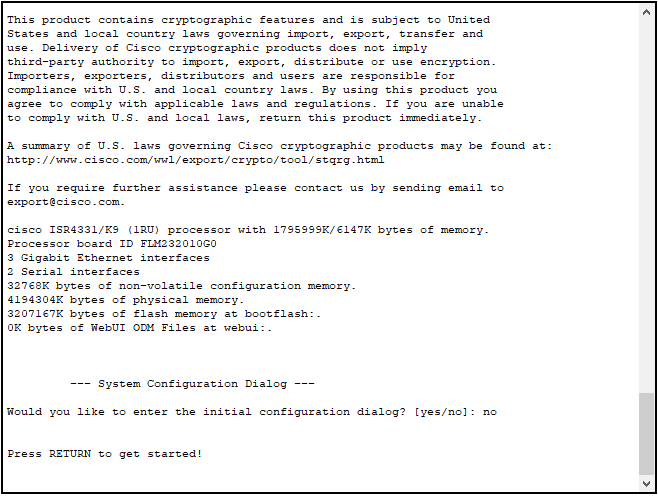 This product contains cryptographic features and is subject to United
States and local country laws governing import, export, transfer and
use. Delivery of Cisco cryptographic products does not imply
third-party authority to import, export, distribute or use encryption.
Importers, exporters, distributors and users are responsible for
compliance with U.S. and local country laws. By using this product you
agree to comply with applicable laws and regulations. If you are unable
to comply with U.S. and local laws, return this product immediately.
A summary of U.S. laws governing Cisco cryptographic products may be found at:
http://www.cisco.com/wwl/export/crypto/tool/stqrg.html
If you require further assistance please contact us by sending email to
export@cisco.com.
cisco ISR4331/K9 (1RU) processor with 1795999K/6147K bytes of memory.
Processor board ID FLM232010G0
3 Gigabit Ethernet interfaces
2 Serial interfaces
32768K bytes of non-volatile configuration memory.
4194304K bytes of physical memory.
3207167K bytes of flash memory at bootflash:.
0K bytes of WebUI ODM Files at webui:.
--- System Configuration Dialog ---
Would you like to enter the initial configuration dialog? [yes/no]: no
Press RETURN to get started!